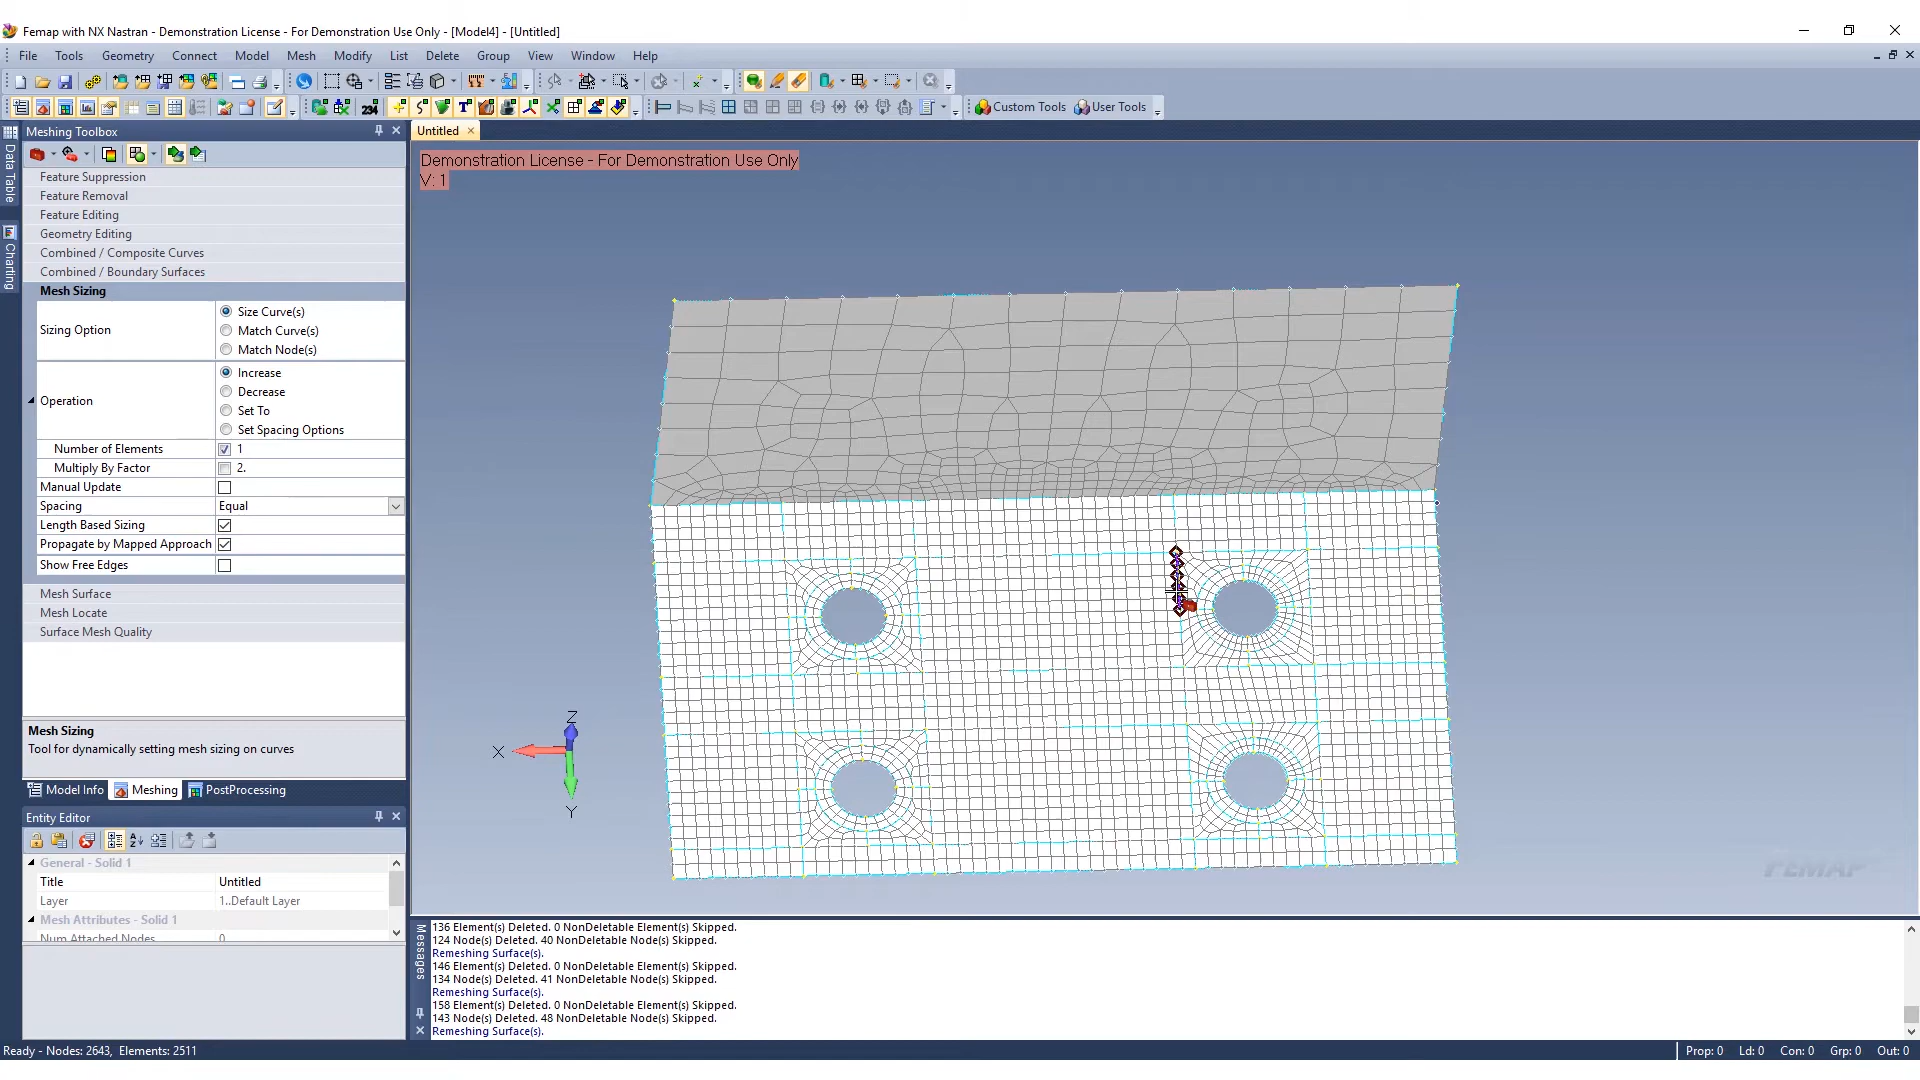 Femap with NX Nastran - Demonstration License - For Demonstration Use Only - [Model4] - [Untitled]
File Tools Geometry Connect Model Mesh Modify List Delete Group View Window Help
234 T Custom Tools User Tools
Meshing Toolbox
Untitled
Data Table
Charting
Demonstration License - For Demonstration Use Only
V: 1
Feature Suppression
Feature Removal
Feature Editing
Geometry Editing
Combined / Composite Curves
Combined / Boundary Surfaces
Mesh Sizing
Sizing Option
Size Curve(s)
Match Curve(s)
Match Node(s)
Operation
Increase
Decrease
Set To
Set Spacing Options
Number of Elements 1
Multiply By Factor 2.
Manual Update
Spacing Equal
Length Based Sizing
Propagate by Mapped Approach
Show Free Edges
Mesh Surface
Mesh Locate
Surface Mesh Quality
Mesh Sizing
Tool for dynamically setting mesh sizing on curves
Model Info Meshing PostProcessing
Z
X
Y
FEMAP
Entity Editor
General - Solid 1
Title Untitled
Layer 1..Default Layer
Mesh Attributes - Solid 1
Num Attached Nodes 0
Messages
136 Element(s) Deleted. 0 NonDeletable Element(s) Skipped.
124 Node(s) Deleted. 40 NonDeletable Node(s) Skipped.
Remeshing Surface(s).
146 Element(s) Deleted. 0 NonDeletable Element(s) Skipped.
134 Node(s) Deleted. 41 NonDeletable Node(s) Skipped.
Remeshing Surface(s).
158 Element(s) Deleted. 0 NonDeletable Element(s) Skipped.
143 Node(s) Deleted. 48 NonDeletable Node(s) Skipped.
Remeshing Surface(s).
Ready - Nodes: 2643, Elements: 2511
Prop: 0 Ld: 0 Con: 0 Grp: 0 Out: 0